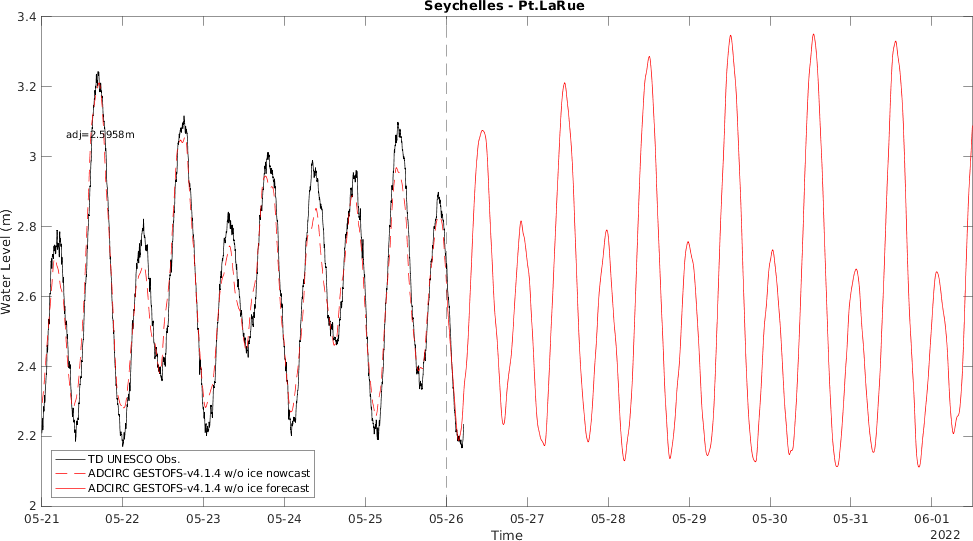 Seychelles - Pt.LaRue
3.4
3.2
3
2.8
2.6
2.4
2.2
2
Water Level (m)
adj=2.5958m
TD UNESCO Obs.
ADCIRC GESTOFS-v4.1.4 w/o ice nowcast
ADCIRC GESTOFS-v4.1.4 w/o ice forecast
05-21 05-22 05-23 05-24 05-25 05-26 05-27 05-28 05-29 05-30 05-31 06-01
Time
2022